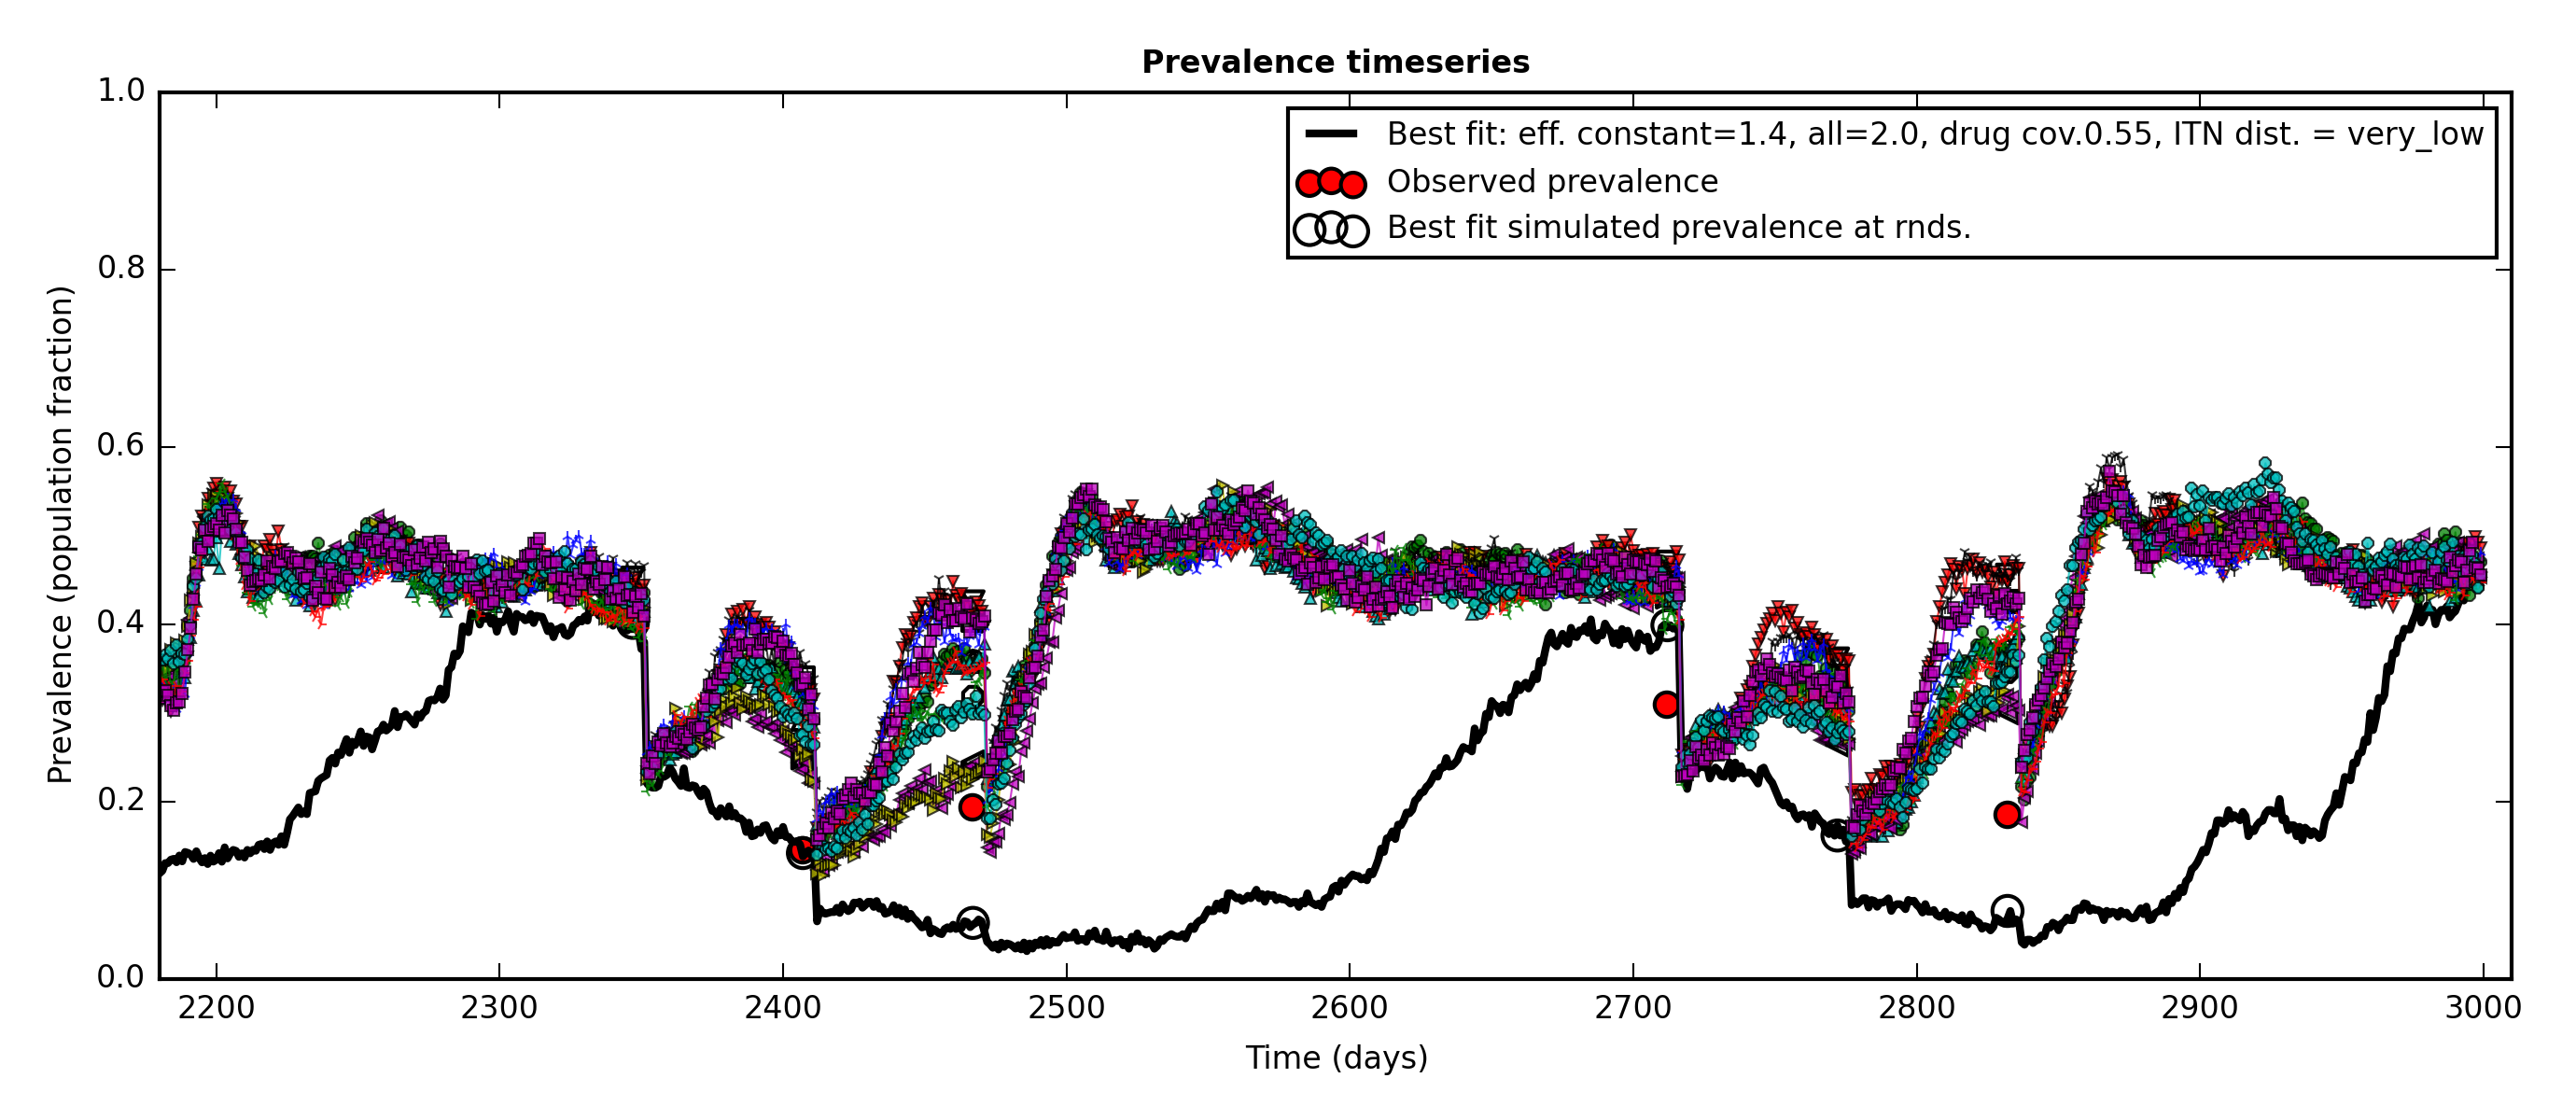 Prevalence timeseries
1.0
0.8
0.6
0.4
0.2
0.0
Prevalence (population fraction)
Best fit: eff. constant=1.4, all=2.0, drug cov.0.55, ITN dist. = very_low
Observed prevalence
Best fit simulated prevalence at rnds.
2200 2300 2400 2500 2600 2700 2800 2900 3000
Time (days)